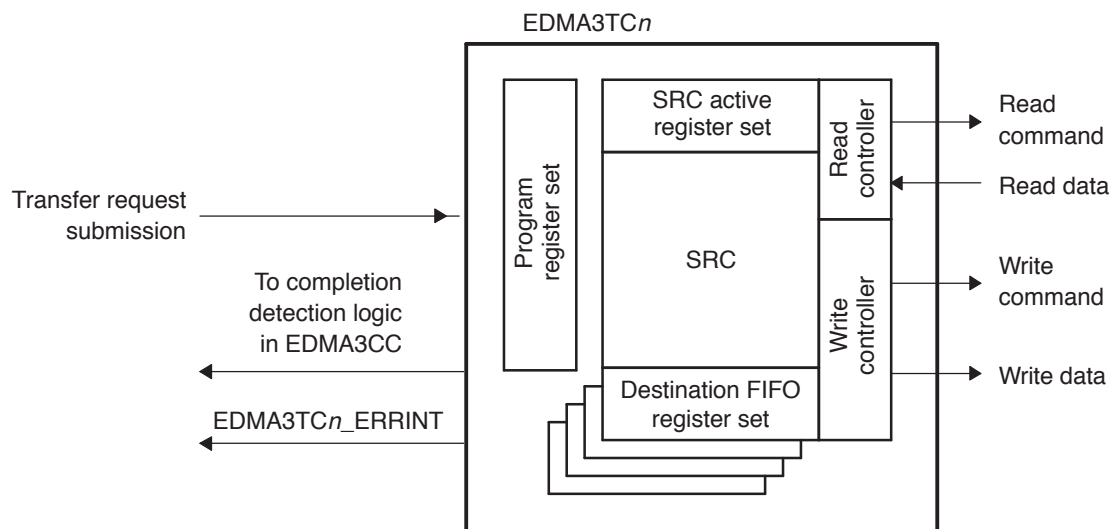 EDMA3TCn
SRC active
register set
Read
controller
Read
command
Read data
Transfer request
submission
Program
register set
SRC
To completion
detection logic
in EDMA3CC
Write
controller
Write
command
Write data
Destination FIFO
register set
EDMA3TCn_ERRINT